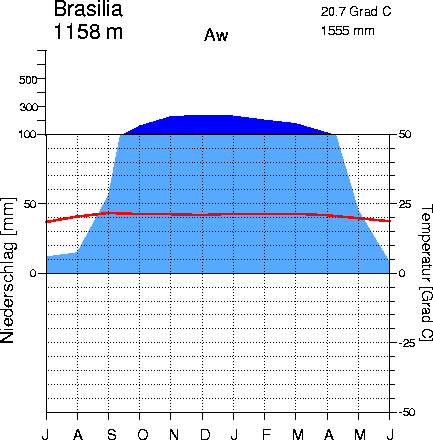 Brasilia
1158 m
Aw
20.7 Grad C
1555 mm
500
300
100
50
0
Niederschlag [mm]
50
25
0
-25
-50
Temperatur [Grad C]
J A S O N D J F M A M J